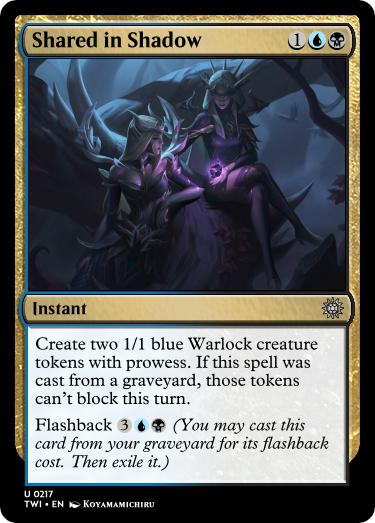 Shared in Shadow 1
Instant
Create two 1/1 blue Warlock creature
tokens with prowess. If this spell was
cast from a graveyard, those tokens
can't block this turn.
Flashback 3 (You may cast this
card from your graveyard for its flashback
cost. Then exile it.)
U 0217
TWI • EN KOYAMAMICHIRU